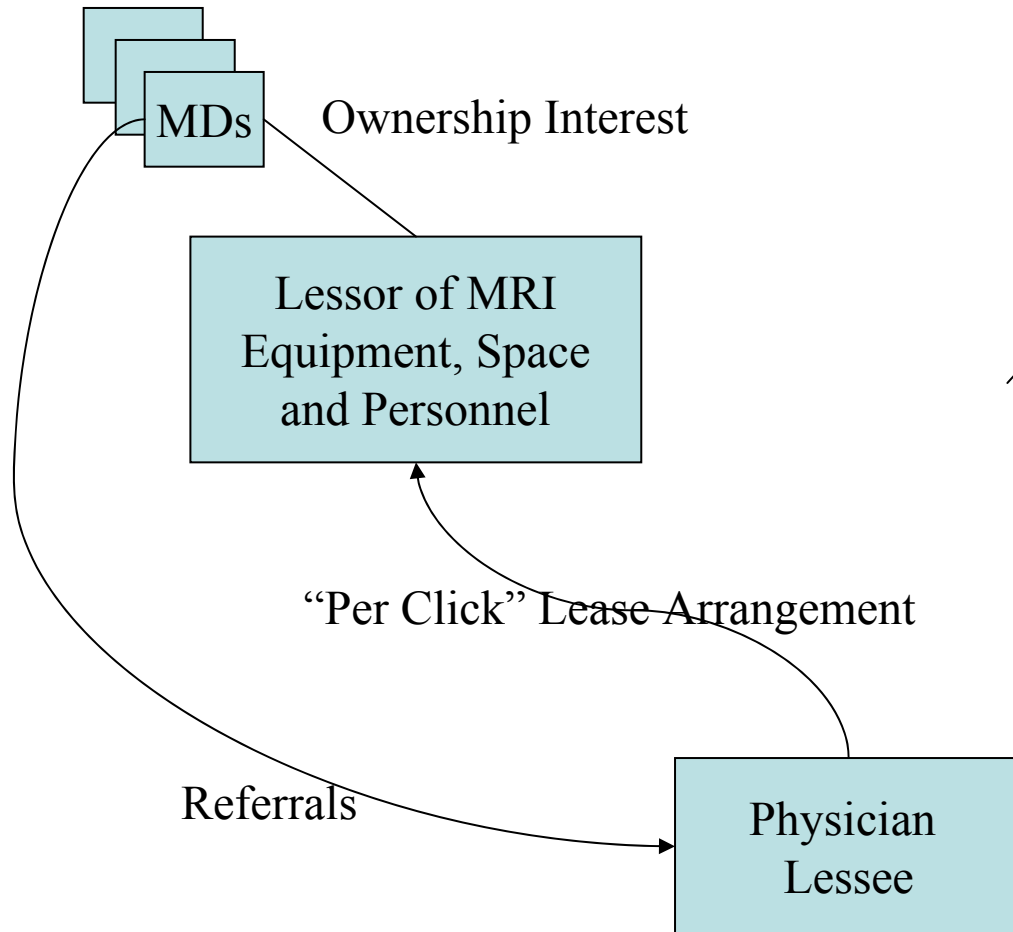 MDs
Ownership Interest
Lessor of MRI
Equipment, Space
and Personnel
“Per Click” Lease Arrangement
Referrals
Physician
Lessee